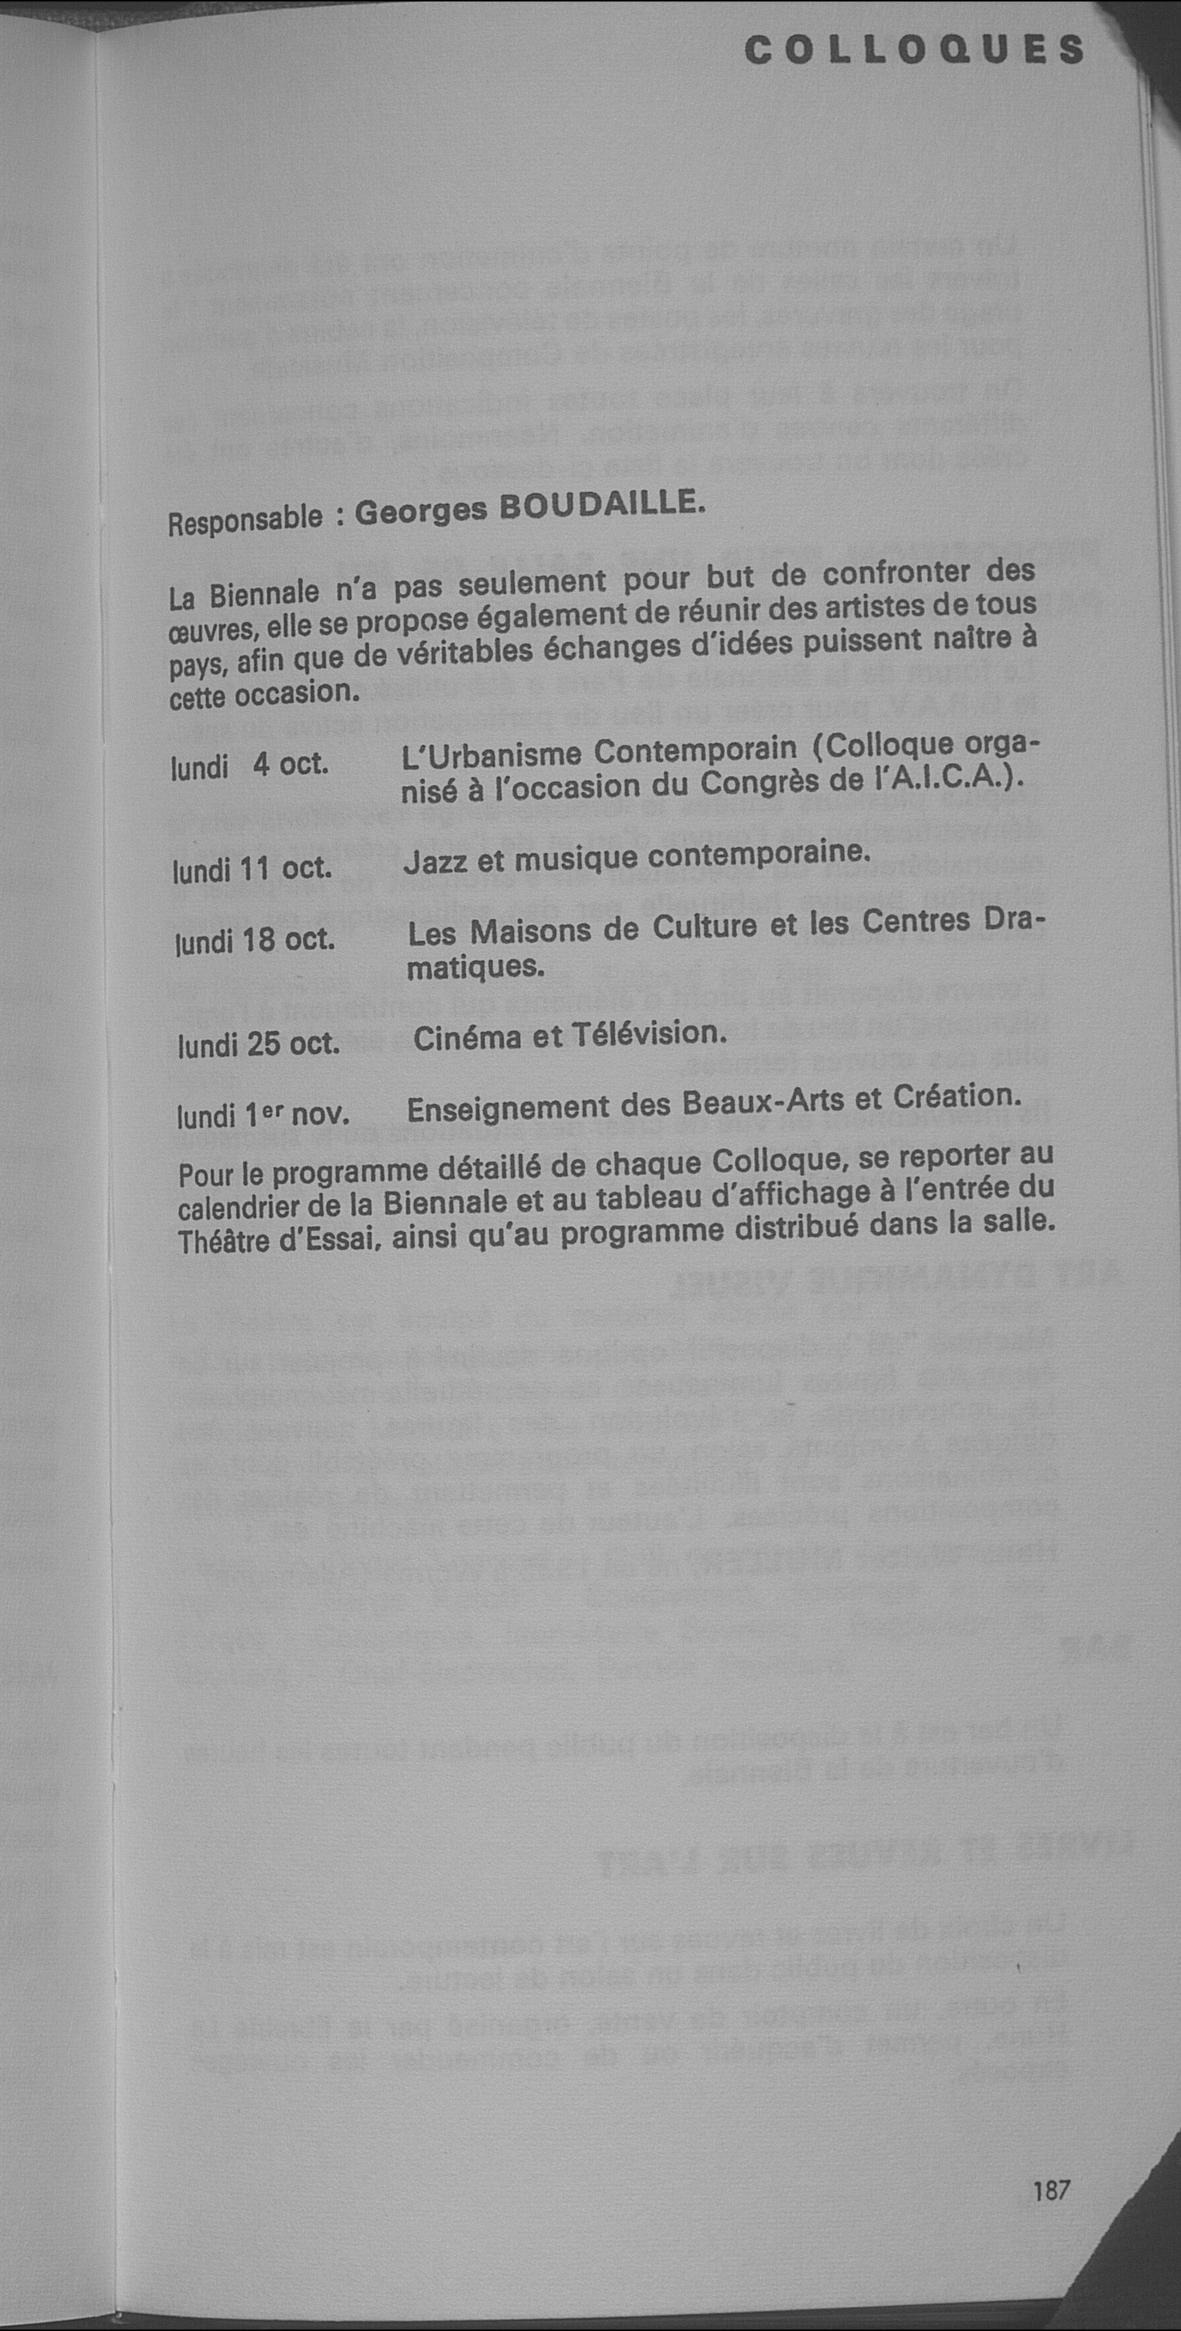 COLLOQUES
Responsable : Georges BOUDAILLE.
La Biennale n'a pas seulement pour but de confronter des
œuvres, elle se propose également de réunir des artistes de tous
pays, afin que de véritables échanges d'idées puissent naître à
cette occasion.
lundi 4 oct. L'Urbanisme Contemporain (Colloque orga-
nisé à l'occasion du Congrès de l'A.I.C.A.).
lundi 11 oct. Jazz et musique contemporaine.
lundi 18 oct. Les Maisons de Culture et les Centres Dra-
matiques.
lundi 25 oct. Cinéma et Télévision.
lundi 1er nov. Enseignement des Beaux-Arts et Création.
Pour le programme détaillé de chaque Colloque, se reporter au
calendrier de la Biennale et au tableau d'affichage à l'entrée du
Théâtre d'Essai, ainsi qu'au programme distribué dans la salle.
187